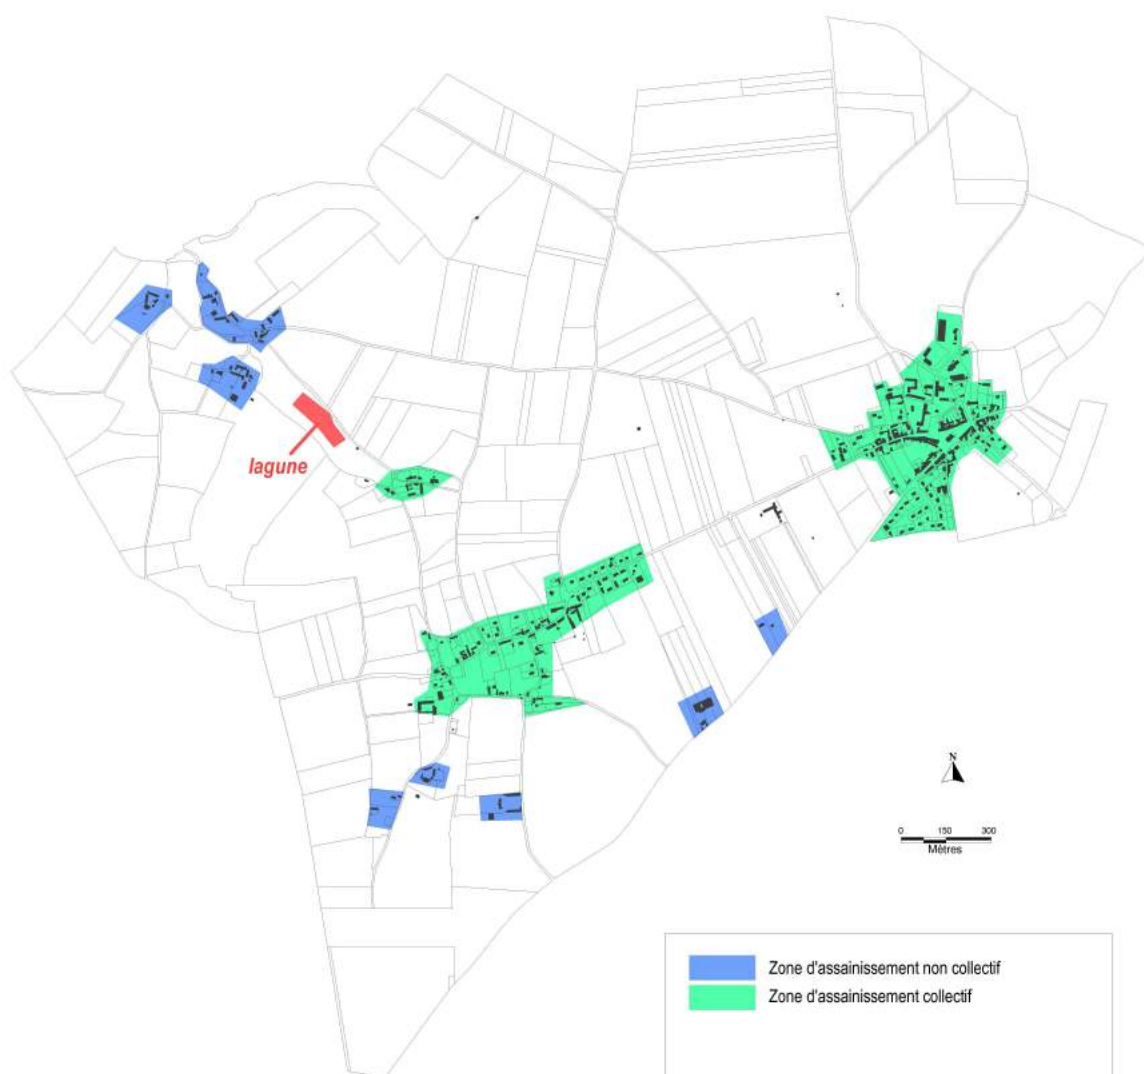 lagune
N
0 150 300
Mètres
Zone d'assainissement non collectif
Zone d'assainissement collectif